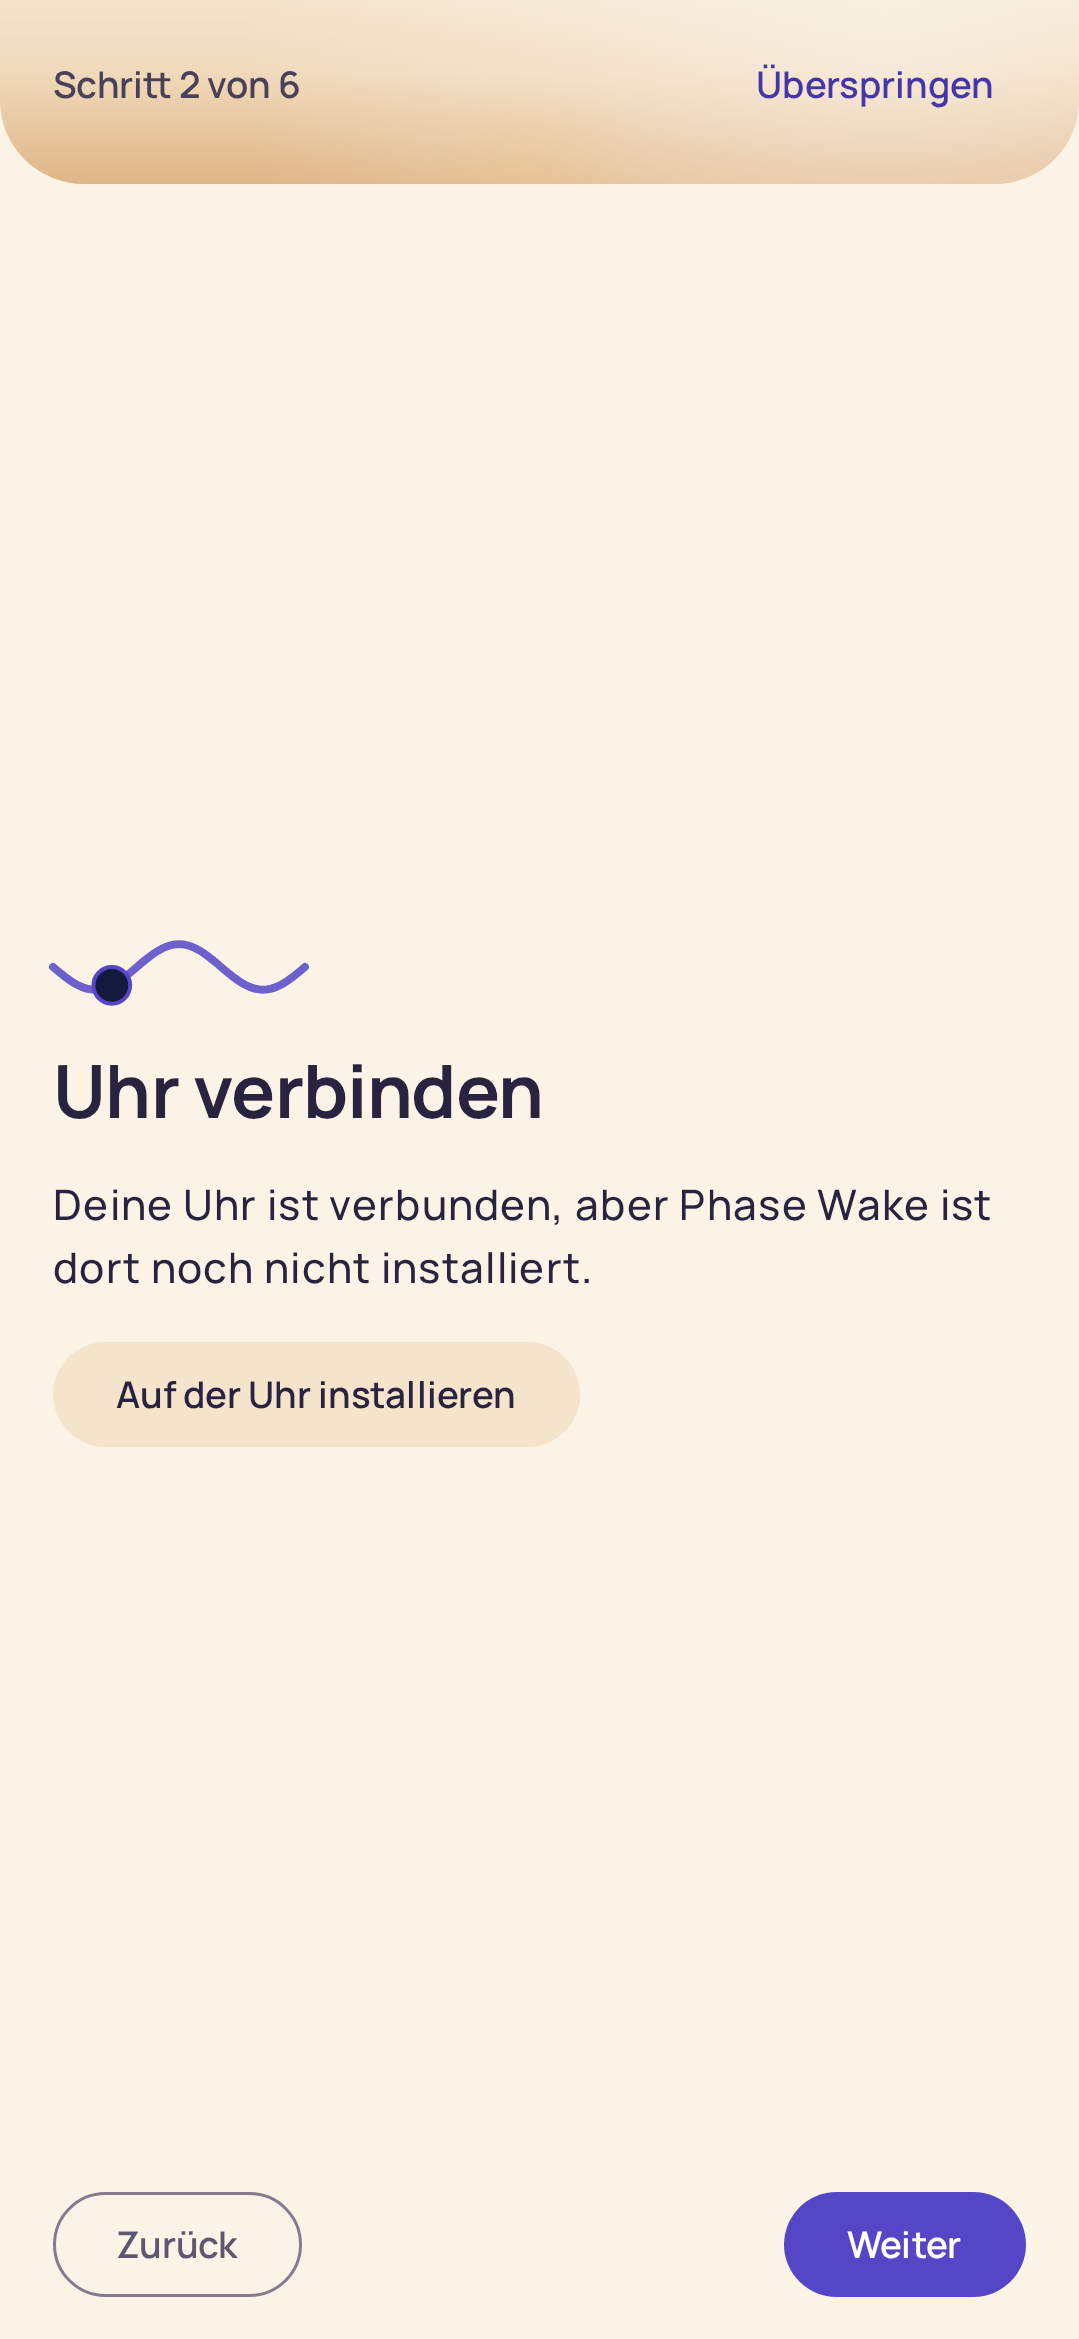 Schritt 2 von 6
Überspringen
Uhr verbinden
Deine Uhr ist verbunden, aber Phase Wake ist
dort noch nicht installiert.
Auf der Uhr installieren
Zurück
Weiter